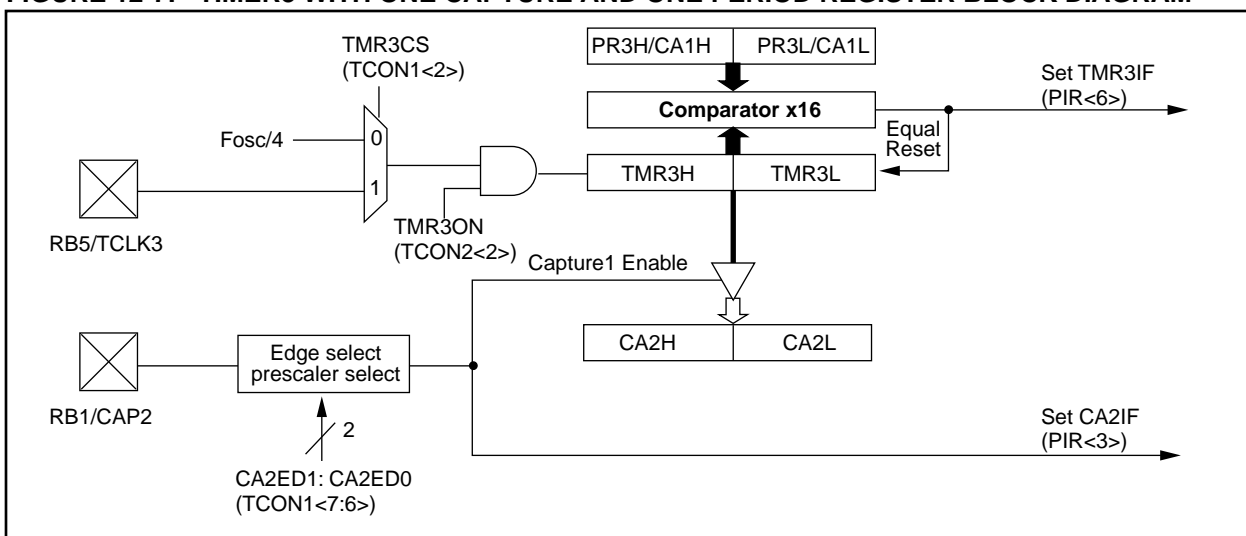 TMR3CS
(TCON1<2>)
PR3H/CA1H PR3L/CA1L
Set TMR3IF
(PIR<6>)
Comparator x16
Fosc/4
0
Equal
Reset
1
TMR3H TMR3L
TMR3ON
(TCON2<2>)
RB5/TCLK3
Capture1 Enable
CA2H CA2L
Edge select
prescaler select
RB1/CAP2
Set CA2IF
(PIR<3>)
2
CA2ED1: CA2ED0
(TCON1<7:6>)